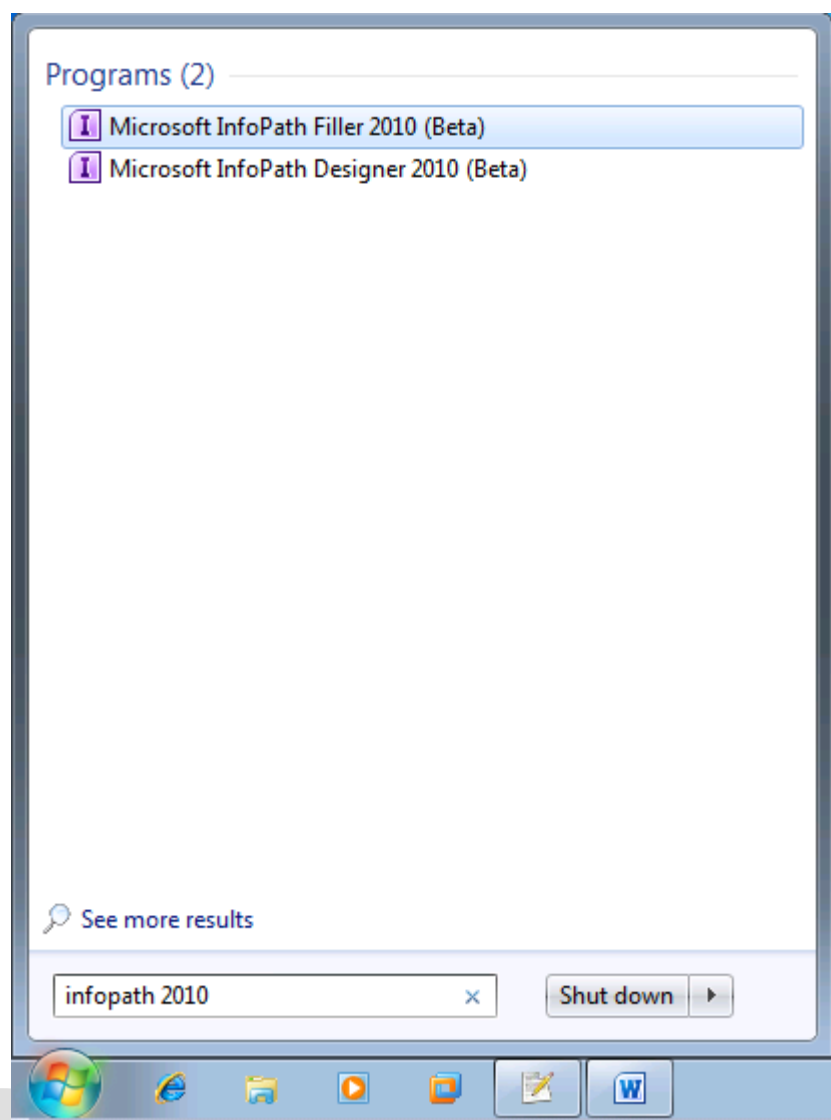 Programs (2)
Microsoft InfoPath Filler 2010 (Beta)
Microsoft InfoPath Designer 2010 (Beta)
See more results
infopath 2010
Shut down